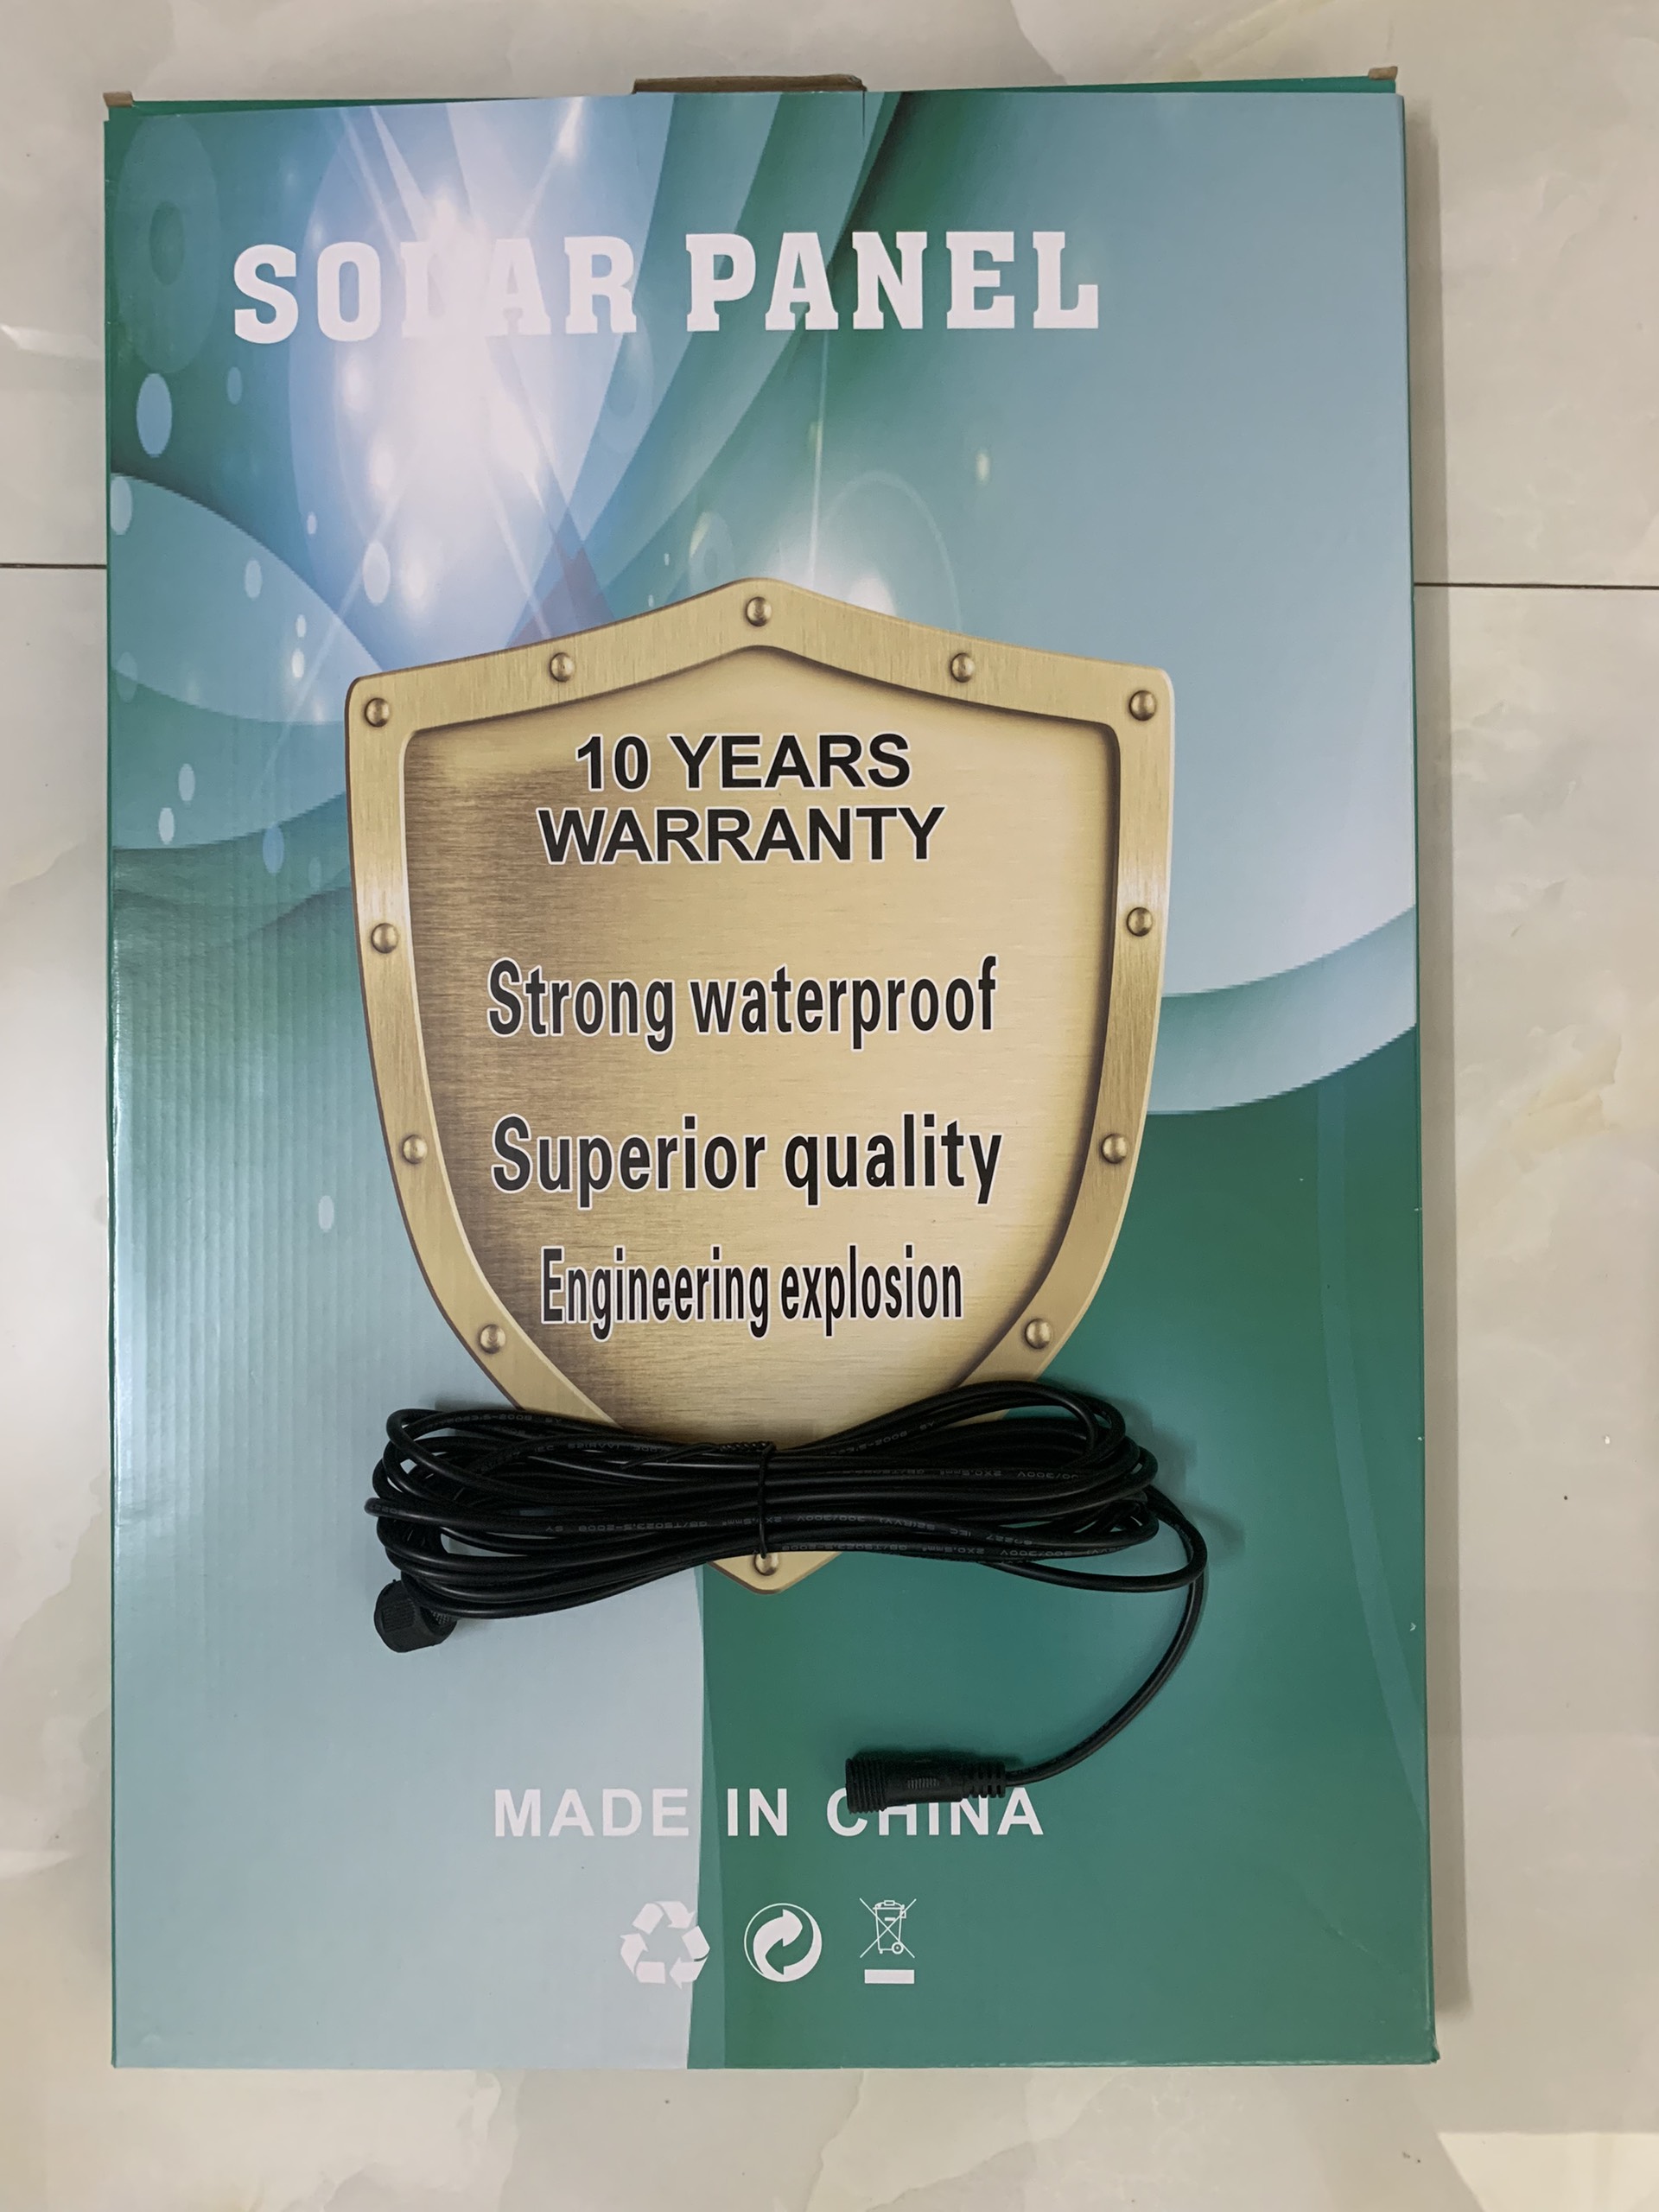 SOLAR PANEL
10 YEARS
WARRANTY
Strong waterproof
Superior quality
Engineering explosion
MADE IN CHINA